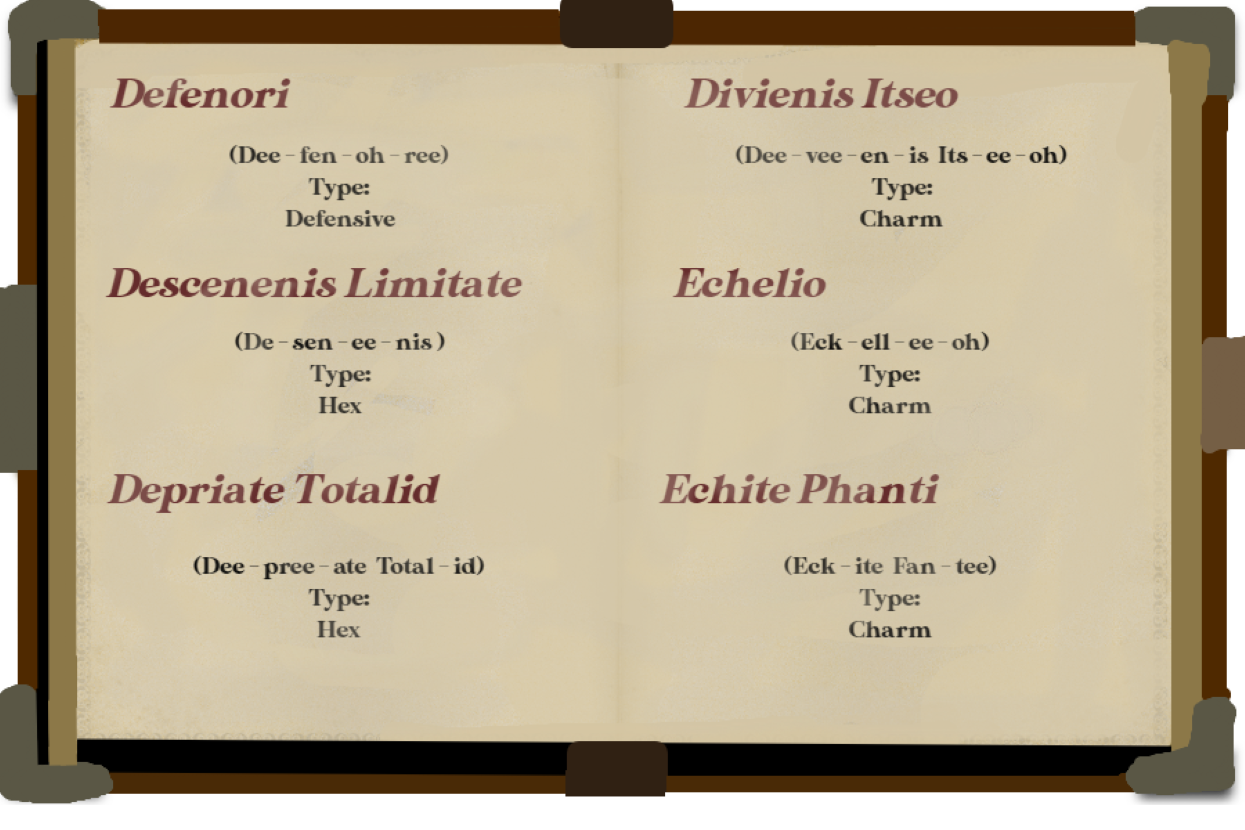 Defenori
(Dee-fen-oh-ree)
Type:
Defensive
Descenenis Limitate
(De-sen-ee-nis)
Type:
Hex
Depriate Totalid
(Dee-pree-ate Total-id)
Type:
Hex
Divienis Itseo
(Dee-vee-en-is Its-ee-oh)
Type:
Charm
Echelio
(Eck-ell-ee-oh)
Type:
Charm
Echite Phanti
(Eck-ite Fan-tee)
Type:
Charm